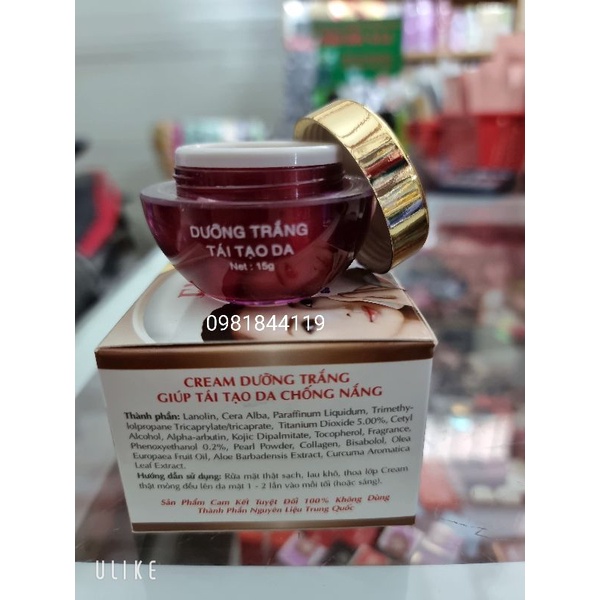 DƯỠNG TRẮNG
TÁI TẠO DA
Net : 15g
0981844119
CREAM DƯỠNG TRẮNG
GIÚP TÁI TẠO DA CHỐNG NẮNG
Thành phần: Lanolin, Cera Alba, Paraffinum Liquidum, Trimethy-
lolpropane Tricaprylate/tricaprate, Titanium Dioxide 5.00%, Cetyl
Alcohol, Alpha-arbutin, Kojic Dipalmitate, Tocopherol, Fragrance,
Phenoxyethanol 0.2%, Pearl Powder, Collagen, Bisabolol, Olea
Europaea Fruit Oil, Aloe Barbadensis Extract, Curcuma Aromatica
Leaf Extract.
Hướng dẫn sử dụng: Rửa mặt thật sạch, lau khô, thoa lớp Cream
thật mỏng đều lên da mặt 1 - 2 lần vào mỗi tối (hoặc sáng).
Sản Phẩm Cam Kết Tuyệt Đối 100% Không Dùng
Thành Phần Nguyên Liệu Trung Quốc
ULIKE